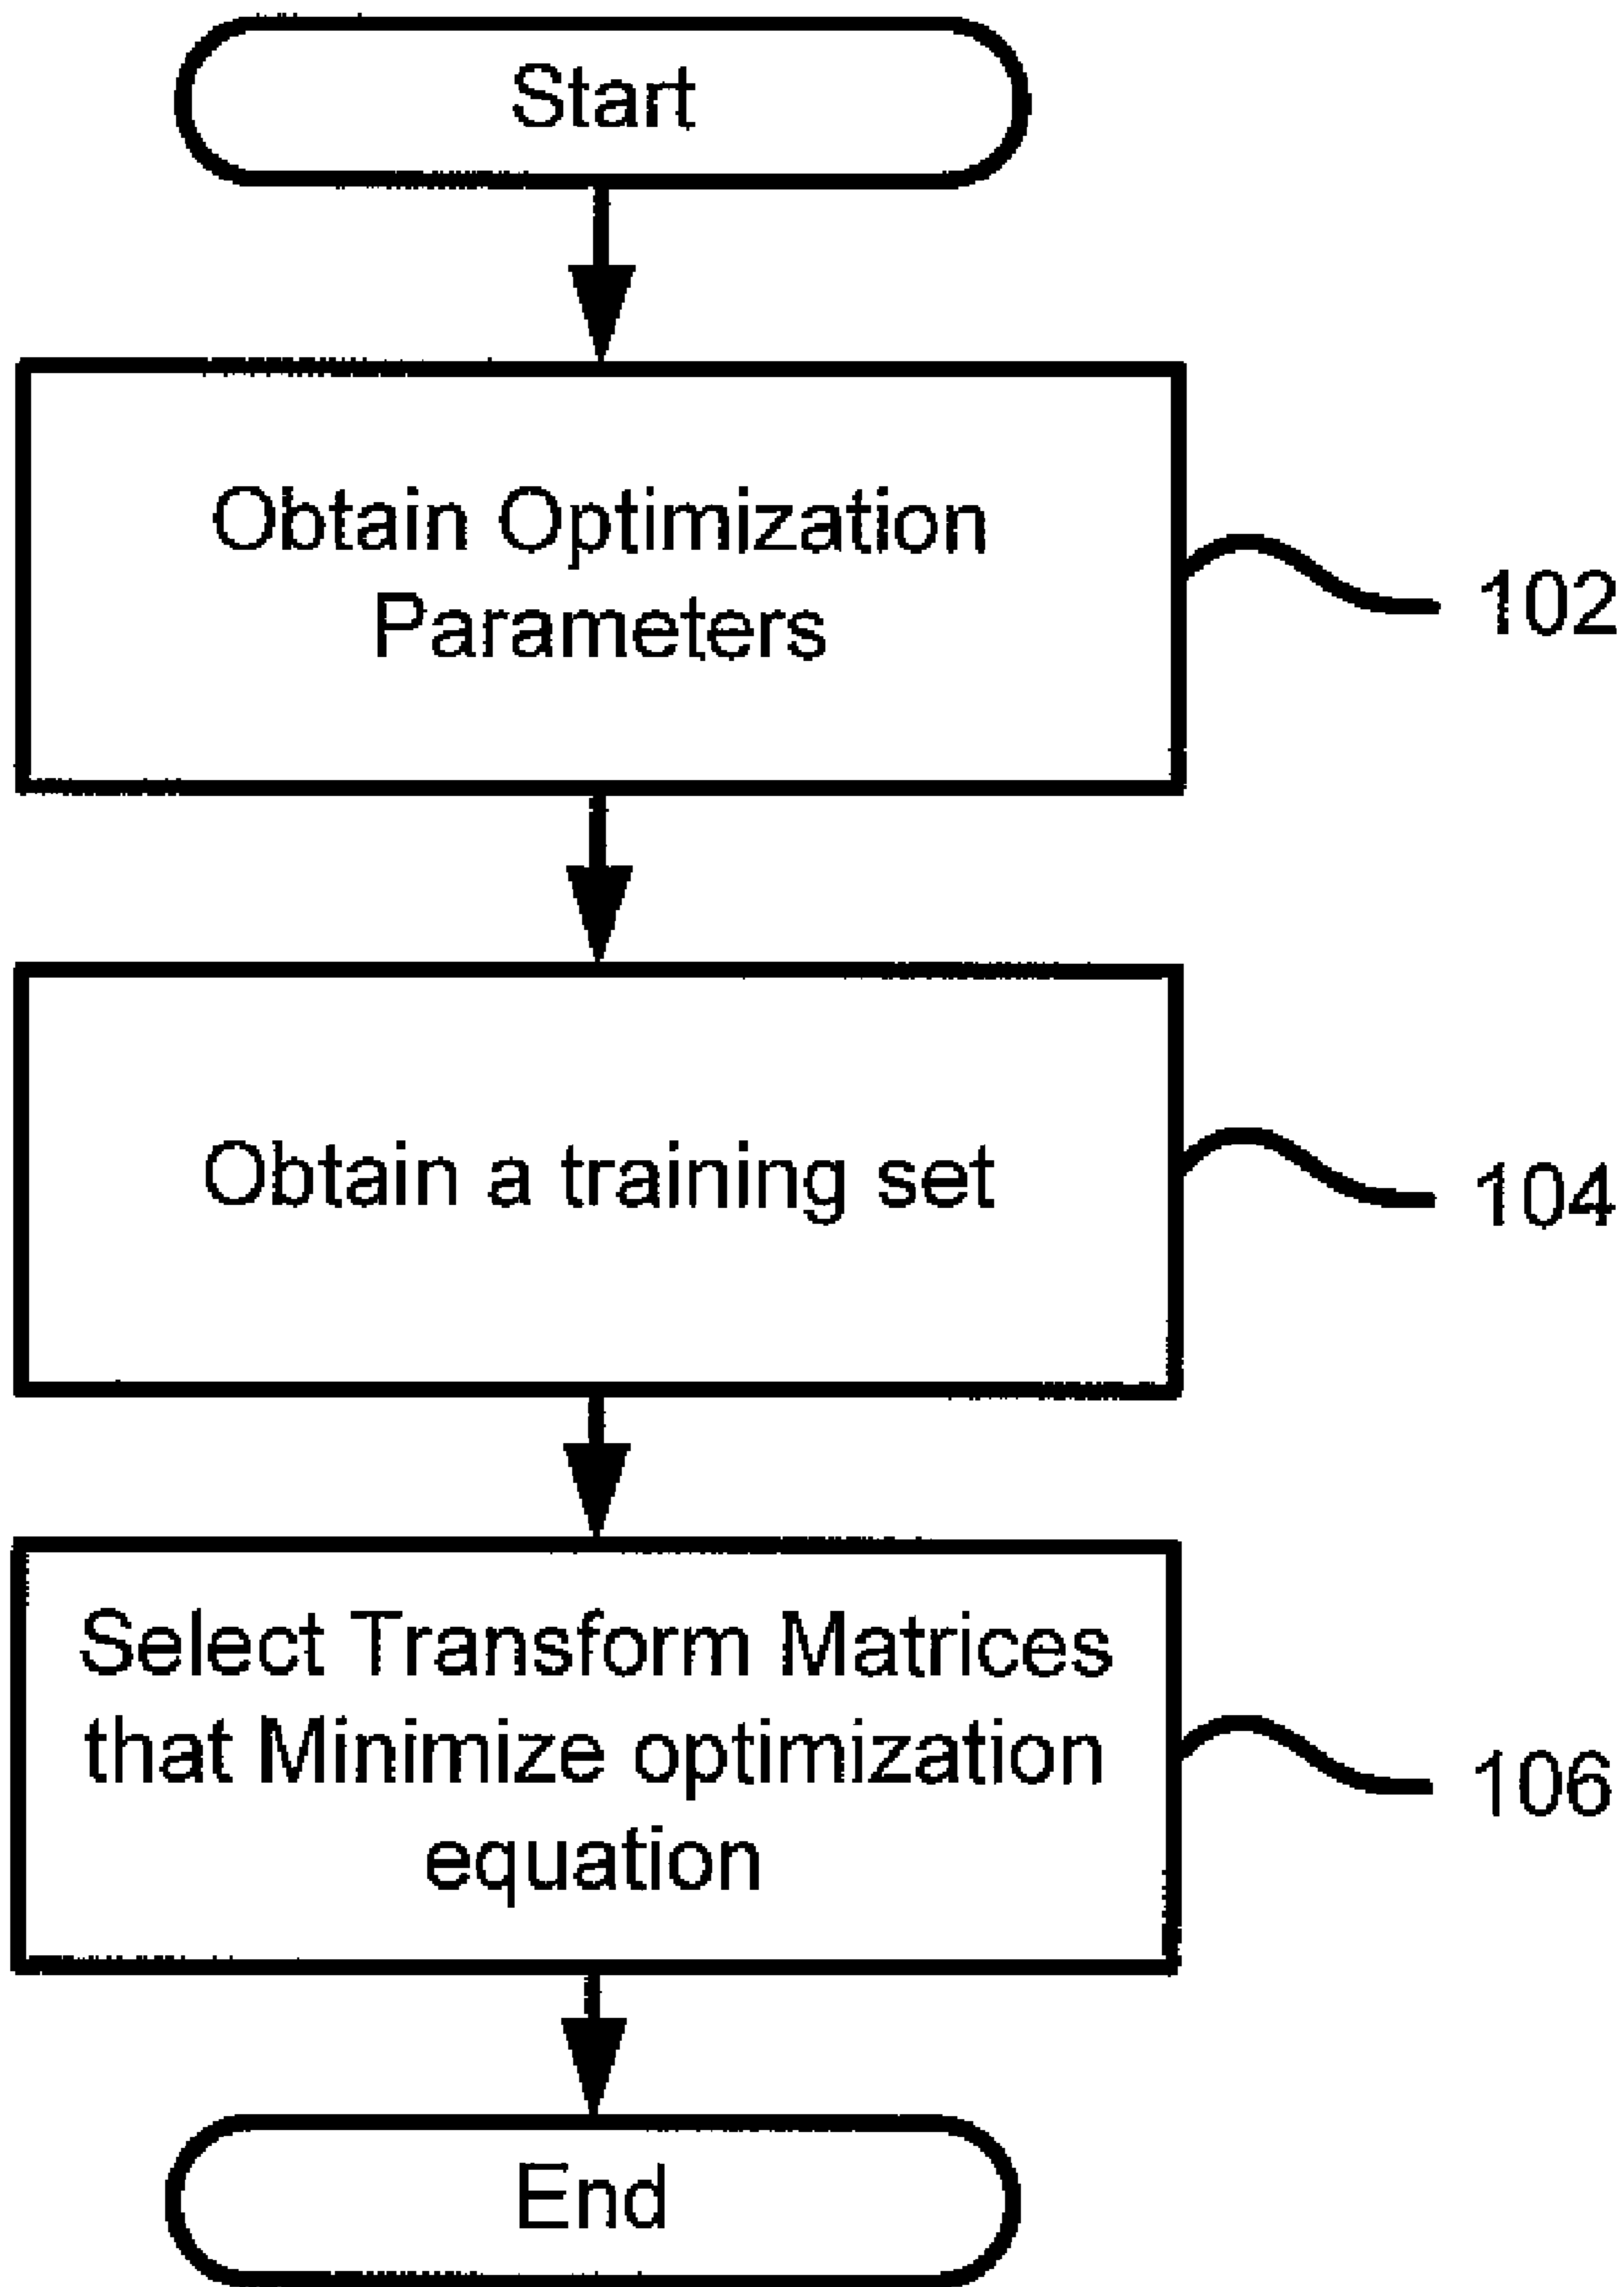 Start
Obtain Optimization
Parameters
102
Obtain a training set
104
Select Transform Matrices
that Minimize optimization
equation
106
End